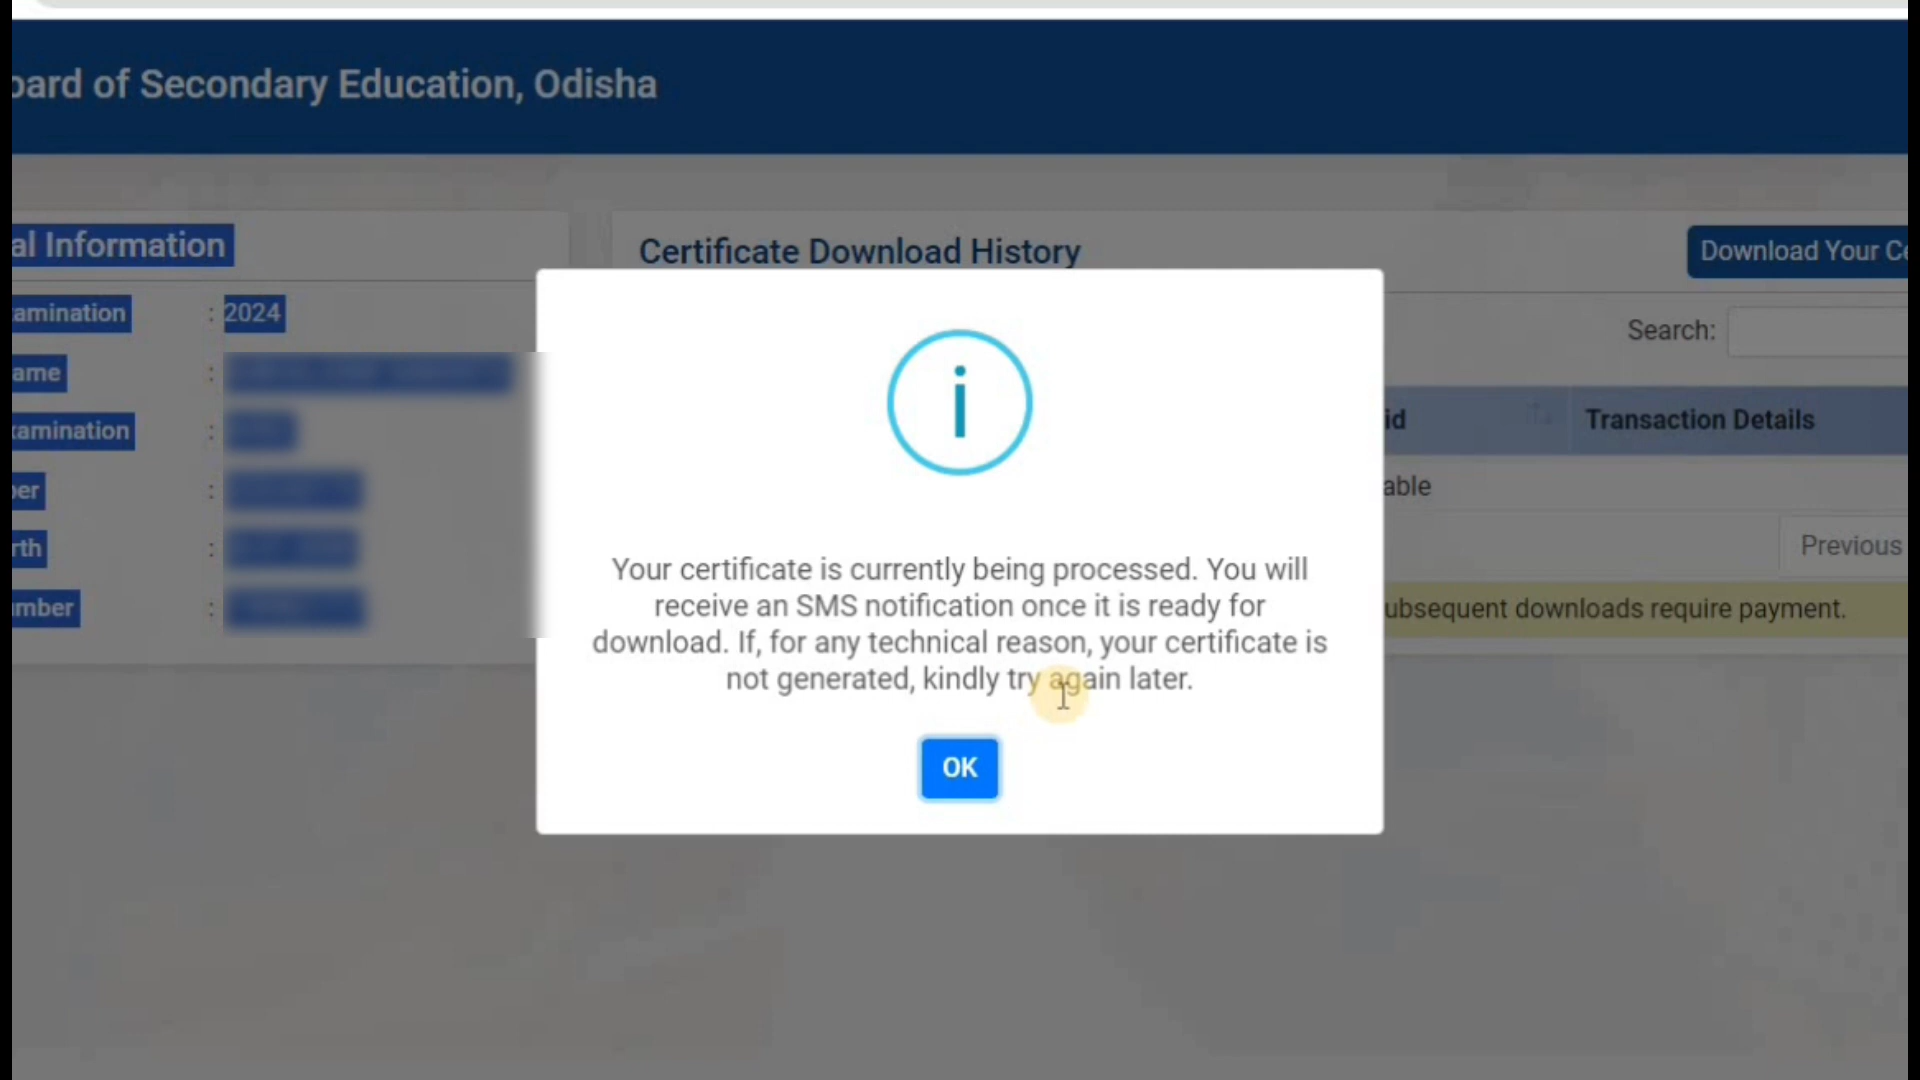 oard of Secondary Education, Odisha
al Information
Certificate Download History
Download Your Ce
amination : 2024
Search:
ame :
id
Transaction Details
amination :
er :
able
rth :
Previous
mber :
ubsequent downloads require payment.
Your certificate is currently being processed. You will
receive an SMS notification once it is ready for
download. If, for any technical reason, your certificate is
not generated, kindly try again later.
OK